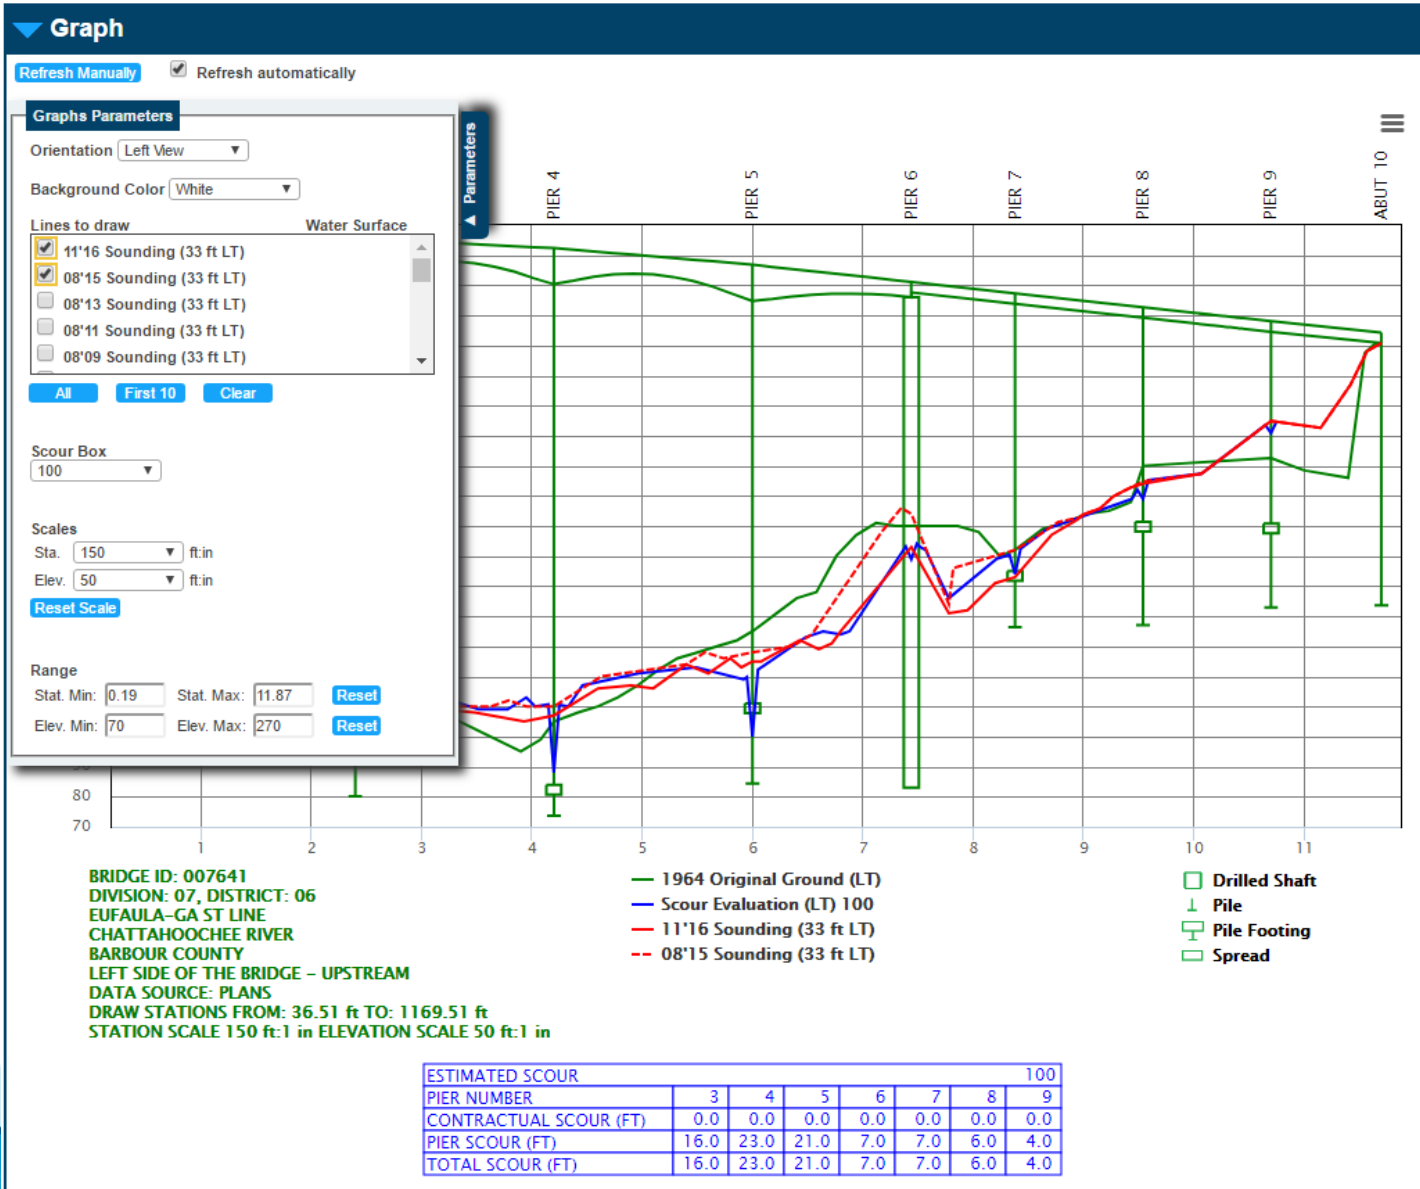 Graph
Refresh Manually Refresh automatically
Graphs Parameters
Orientation Left View
Background Color White
Lines to draw Water Surface
11'16 Sounding (33 ft LT)
08'15 Sounding (33 ft LT)
08'13 Sounding (33 ft LT)
08'11 Sounding (33 ft LT)
08'09 Sounding (33 ft LT)
All First 10 Clear
Scour Box
100
Scales
Sta. 150 ft:in
Elev. 50 ft:in
Reset Scale
Range
Stat. Min: 0.19 Stat. Max: 11.87 Reset
Elev. Min: 70 Elev. Max: 270 Reset
Parameters
PIER 4
PIER 5
PIER 6
PIER 7
PIER 8
PIER 9
ABUT 10
80
70
1 2 3 4 5 6 7 8 9 10 11
BRIDGE ID: 007641
DIVISION: 07, DISTRICT: 06
EUFAULA-GA ST LINE
CHATTAHOOCHEE RIVER
BARBOUR COUNTY
LEFT SIDE OF THE BRIDGE - UPSTREAM
DATA SOURCE: PLANS
DRAW STATIONS FROM: 36.51 ft TO: 1169.51 ft
STATION SCALE 150 ft:1 in ELEVATION SCALE 50 ft:1 in
1964 Original Ground (LT)
Scour Evaluation (LT) 100
11'16 Sounding (33 ft LT)
08'15 Sounding (33 ft LT)
Drilled Shaft
Pile
Pile Footing
Spread
ESTIMATED SCOUR 100
PIER NUMBER 3 4 5 6 7 8 9
CONTRACTUAL SCOUR (FT) 0.0 0.0 0.0 0.0 0.0 0.0 0.0
PIER SCOUR (FT) 16.0 23.0 21.0 7.0 7.0 6.0 4.0
TOTAL SCOUR (FT) 16.0 23.0 21.0 7.0 7.0 6.0 4.0